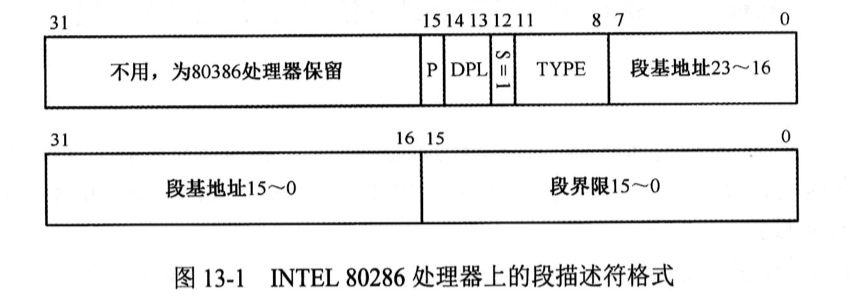 31 15 14 13 12 11 8 7 0
不用，为80386处理器保留 P DPL S=1 TYPE 段基地址23～16
31 16 15 0
段基地址15～0 段界限15～0
图 13-1 INTEL 80286 处理器上的段描述符格式